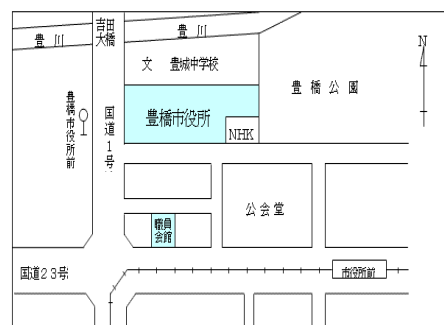 吉田
大橋
豊 川
豊 川
N
文 豊城中学校
豊 橋 公 園
豊橋市役所
豊橋市役所前
国道1号
NHK
公 会 堂
職員
会館
国道23号
市役所前